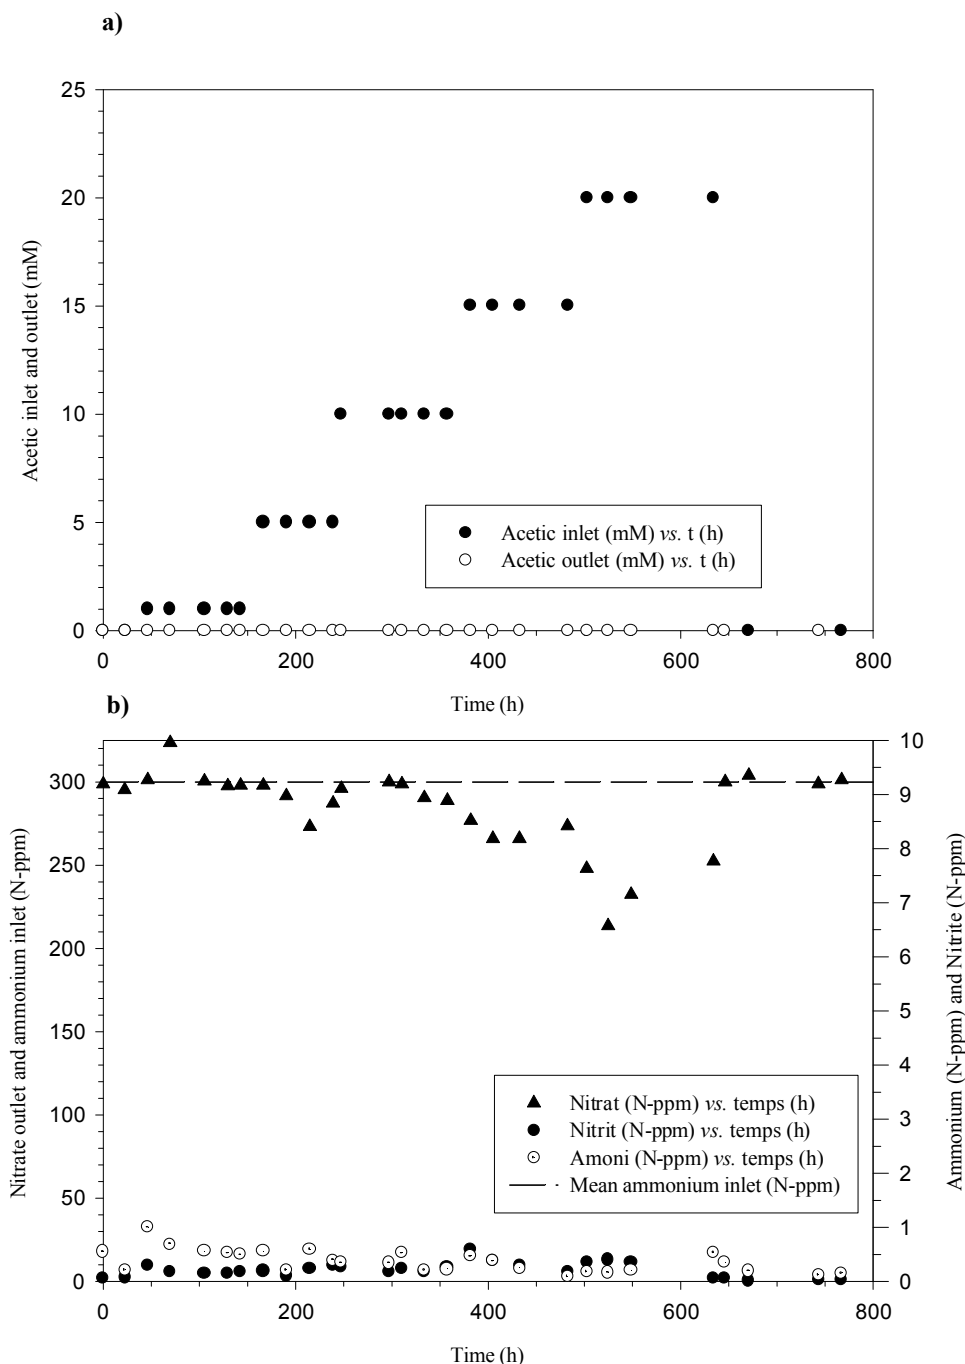 a)
25
20
15
10
5
0
Acetic inlet and outlet (mM)
Acetic inlet (mM) vs. t (h)
Acetic outlet (mM) vs. t (h)
0 200 400 600 800
Time (h)
b)
300
250
200
150
100
50
0
Nitrate outlet and ammonium inlet (N-ppm)
10
9
8
7
6
5
4
3
2
1
0
Ammonium (N-ppm) and Nitrite (N-ppm)
Nitrat (N-ppm) vs. temps (h)
Nitrit (N-ppm) vs. temps (h)
Amoni (N-ppm) vs. temps (h)
Mean ammonium inlet (N-ppm)
0 200 400 600 800
Time (h)